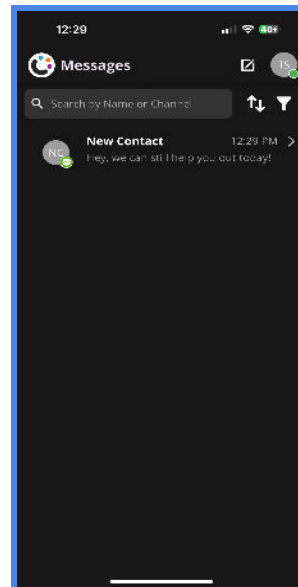 12:29
40
Messages
TS
Search by Name or Channel
New Contact
12:29 PM
NC
Hey, we can still help you out today!